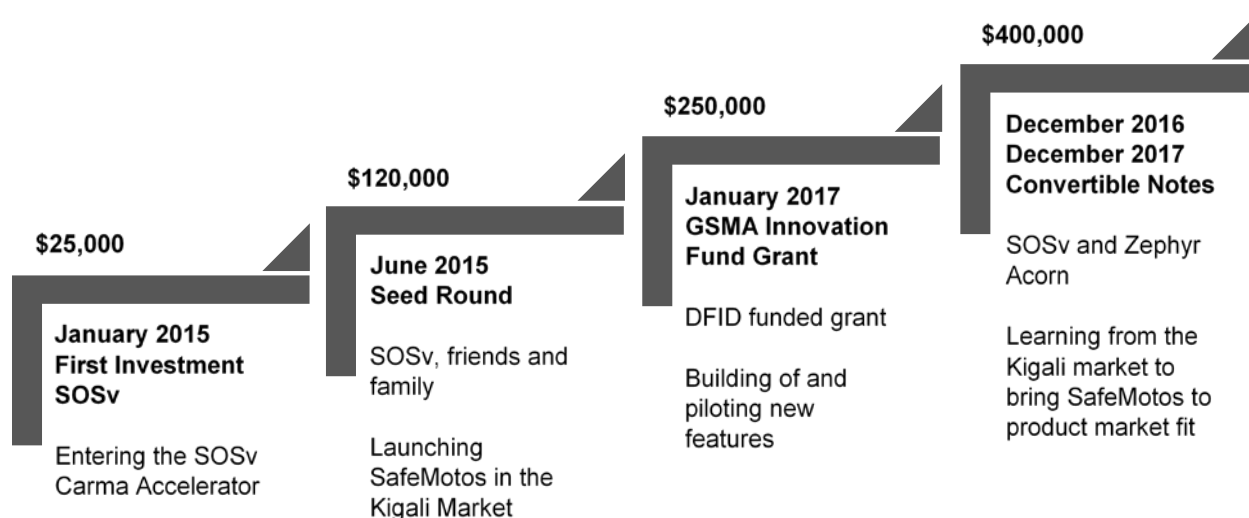 $25,000
January 2015
First Investment
SOSv
Entering the SOSv
Carma Accelerator
$120,000
June 2015
Seed Round
SOSv, friends and
family
Launching
SafeMotos in the
Kigali Market
$250,000
January 2017
GSMA Innovation
Fund Grant
DFID funded grant
Building of and
piloting new
features
$400,000
December 2016
December 2017
Convertible Notes
SOSv and Zephyr
Acorn
Learning from the
Kigali market to
bring SafeMotos to
product market fit